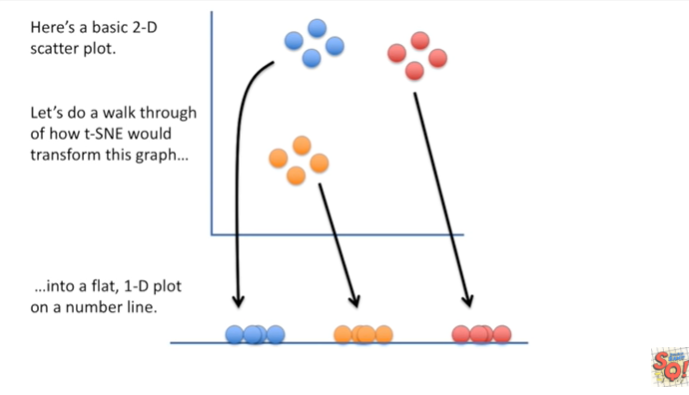 Here's a basic 2-D
scatter plot.
Let's do a walk through
of how t-SNE would
transform this graph...
...into a flat, 1-D plot
on a number line.
SQ!